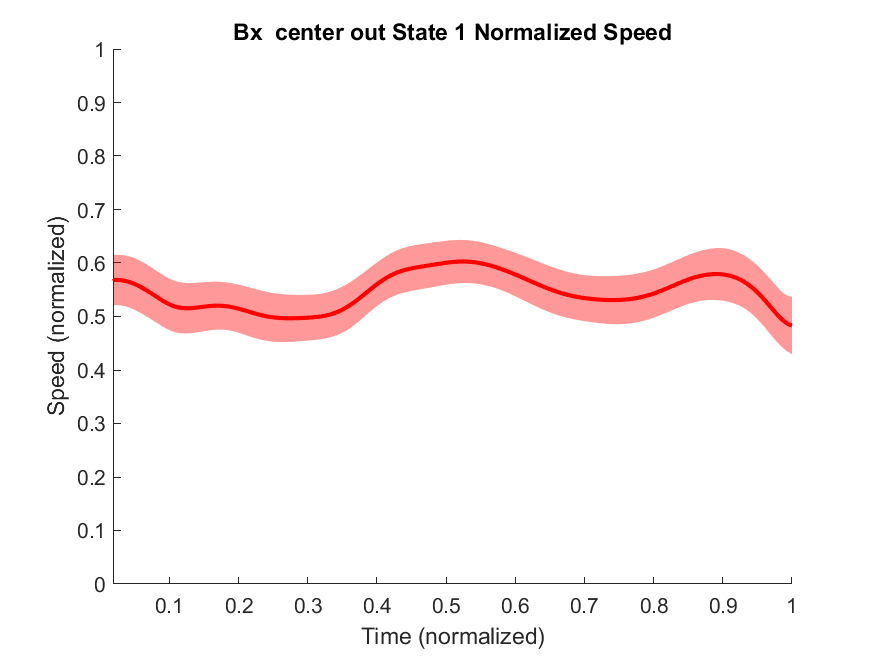 Bx  center out State 1 Normalized Speed
1
0.9
0.8
0.7
0.6
0.5
0.4
0.3
0.2
0.1
0
Speed (normalized)
0.1 0.2 0.3 0.4 0.5 0.6 0.7 0.8 0.9 1
Time (normalized)